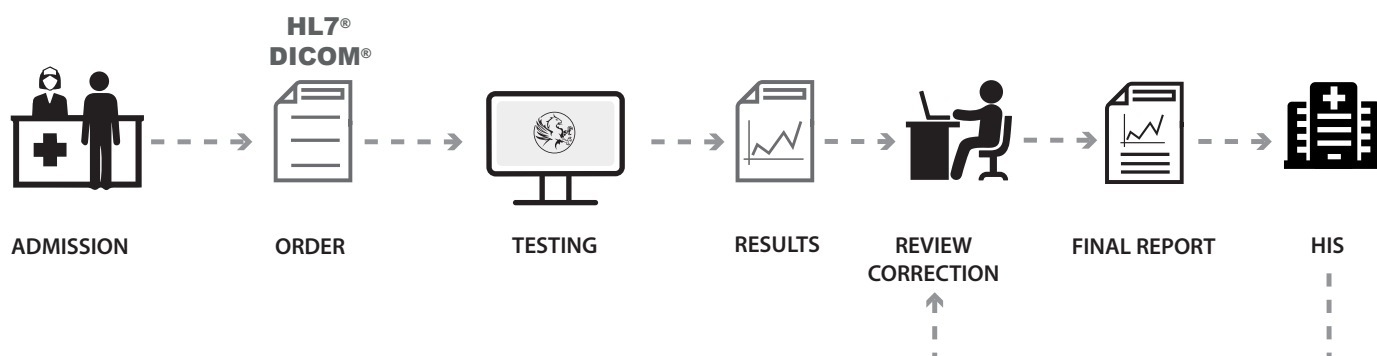 HL7®
DICOM®
ADMISSION
ORDER
TESTING
RESULTS
REVIEW
CORRECTION
FINAL REPORT
HIS